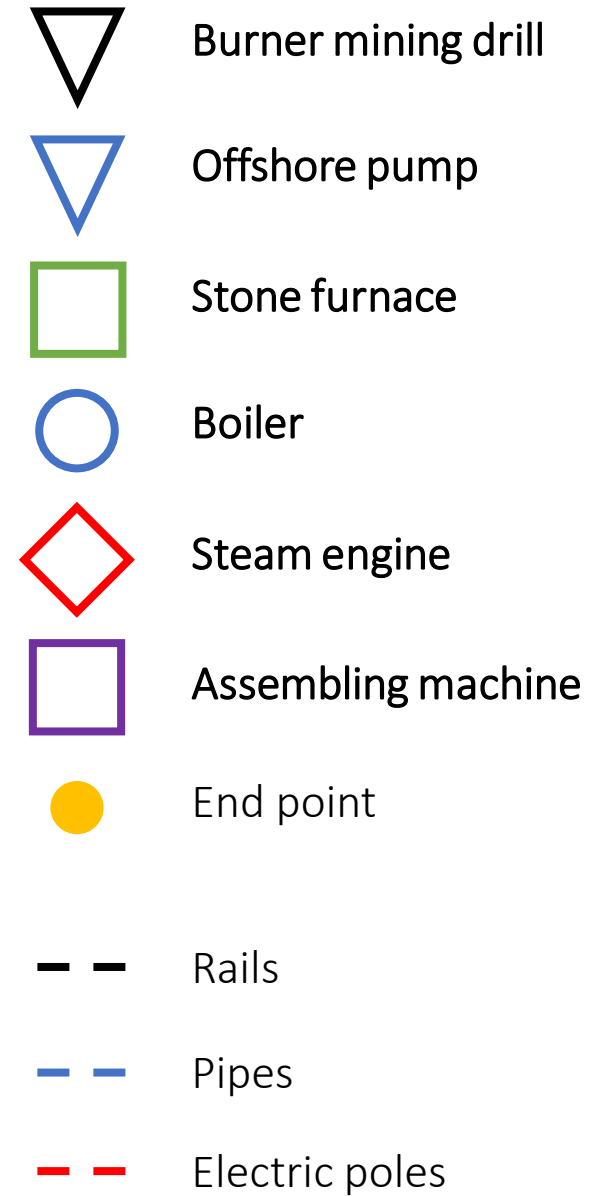 Burner mining drill
Offshore pump
Stone furnace
Boiler
Steam engine
Assembling machine
End point
Rails
Pipes
Electric poles